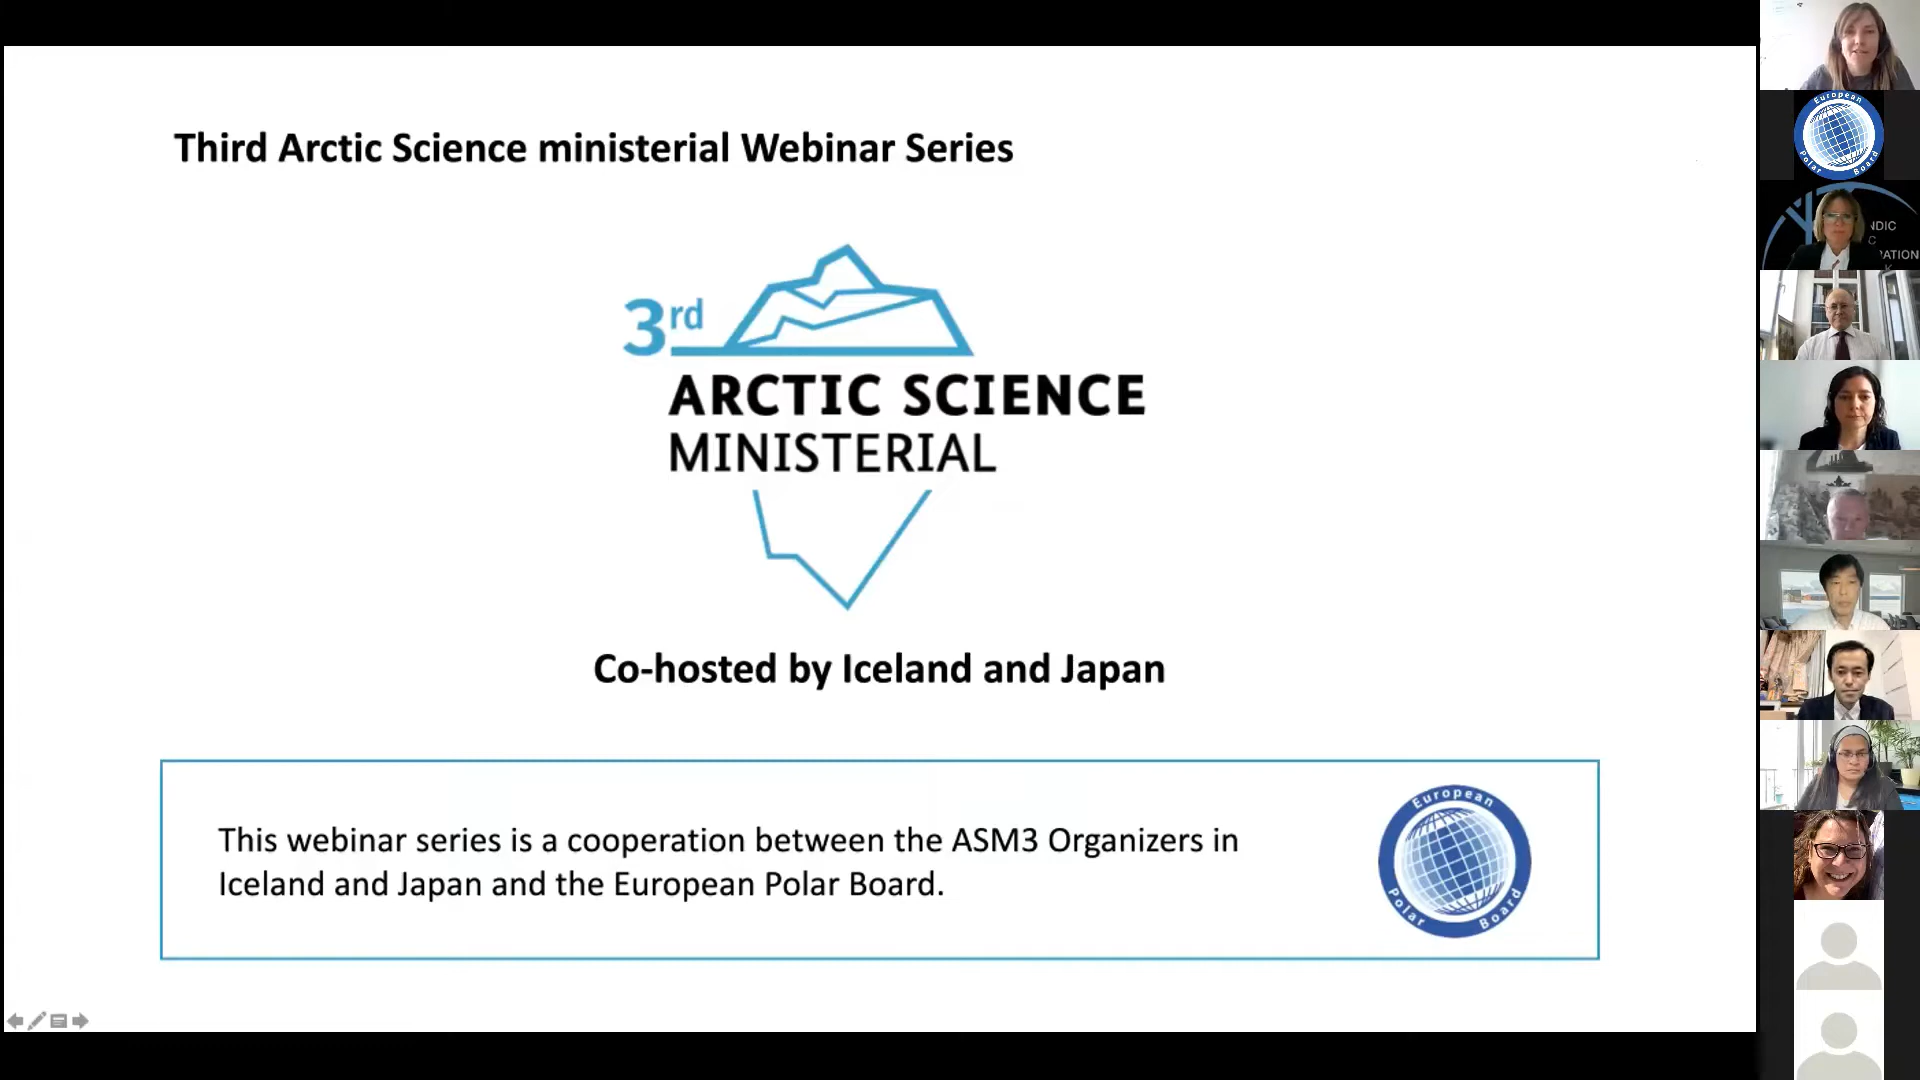 Third Arctic Science ministerial Webinar Series
3rd
ARCTIC SCIENCE
MINISTERIAL
Co-hosted by Iceland and Japan
This webinar series is a cooperation between the ASM3 Organizers in
Iceland and Japan and the European Polar Board.
European
Polar Board
European
Polar Board
NDIC
C
RATION